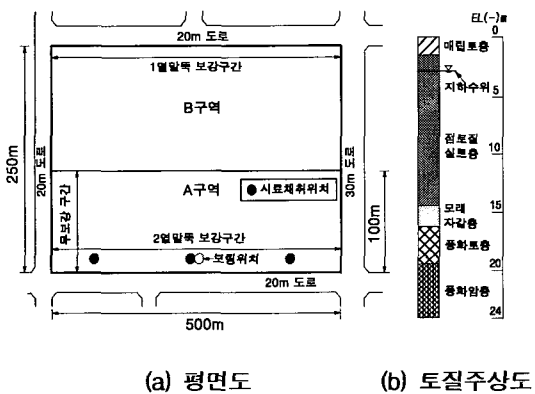 20m 도로
1열말뚝 보강구간
B구역
250m
20m 도로
30m 도로
A구역
무보강 구간
● 시료채취위치
100m
2열말뚝 보강구간
보링위치
20m 도로
500m
(a) 평면도
EL(-)m
0
매립토층
지하수위
5
점토질
실트층
10
모래
자갈층
15
풍화토층
20
풍화암층
24
(b) 토질주상도